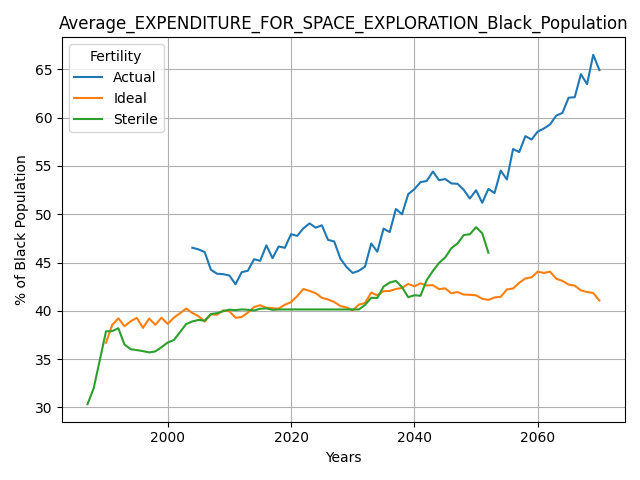 Average_EXPENDITURE_FOR_SPACE_EXPLORATION_Black_Population
Fertility
Actual
Ideal
Sterile
% of Black Population
65
60
55
50
45
40
35
30
2000 2020 2040 2060
Years